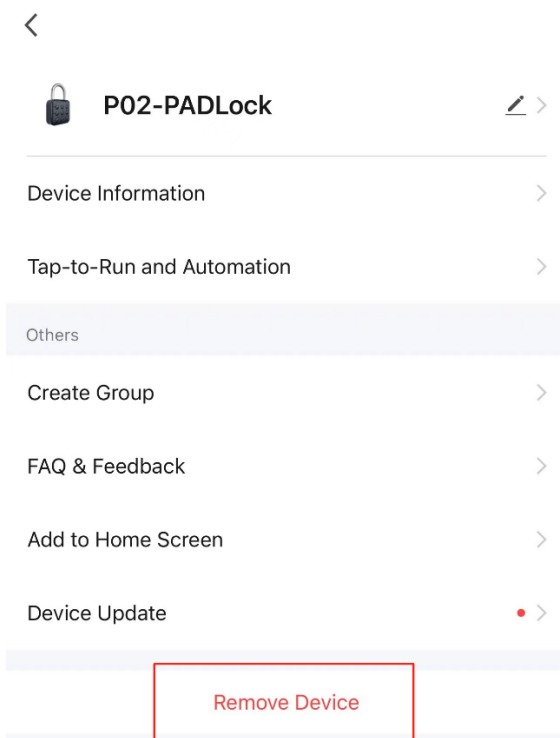 P02-PADLock
Device Information
Tap-to-Run and Automation
Others
Create Group
FAQ & Feedback
Add to Home Screen
Device Update
Remove Device